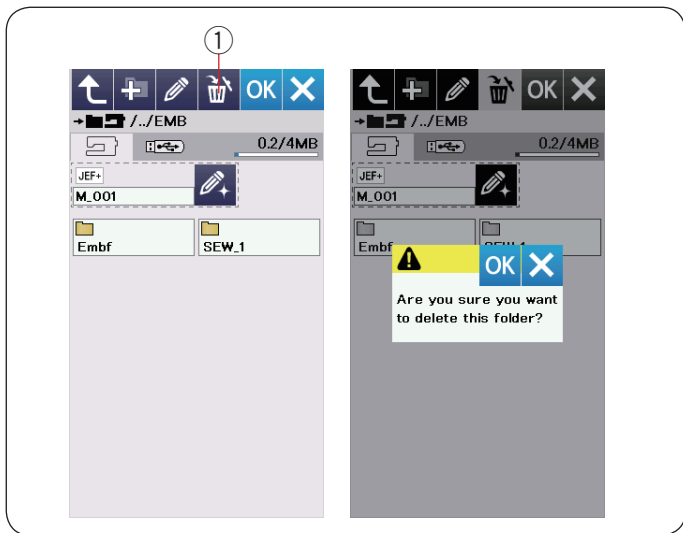 1
OK
→ /../EMB
0.2/4MB
JEF+
M_001
Embf
SEW_1
OK
→ /../EMB
0.2/4MB
JEF+
M_001
Embf
SEW_1
OK
Are you sure you want
to delete this folder?